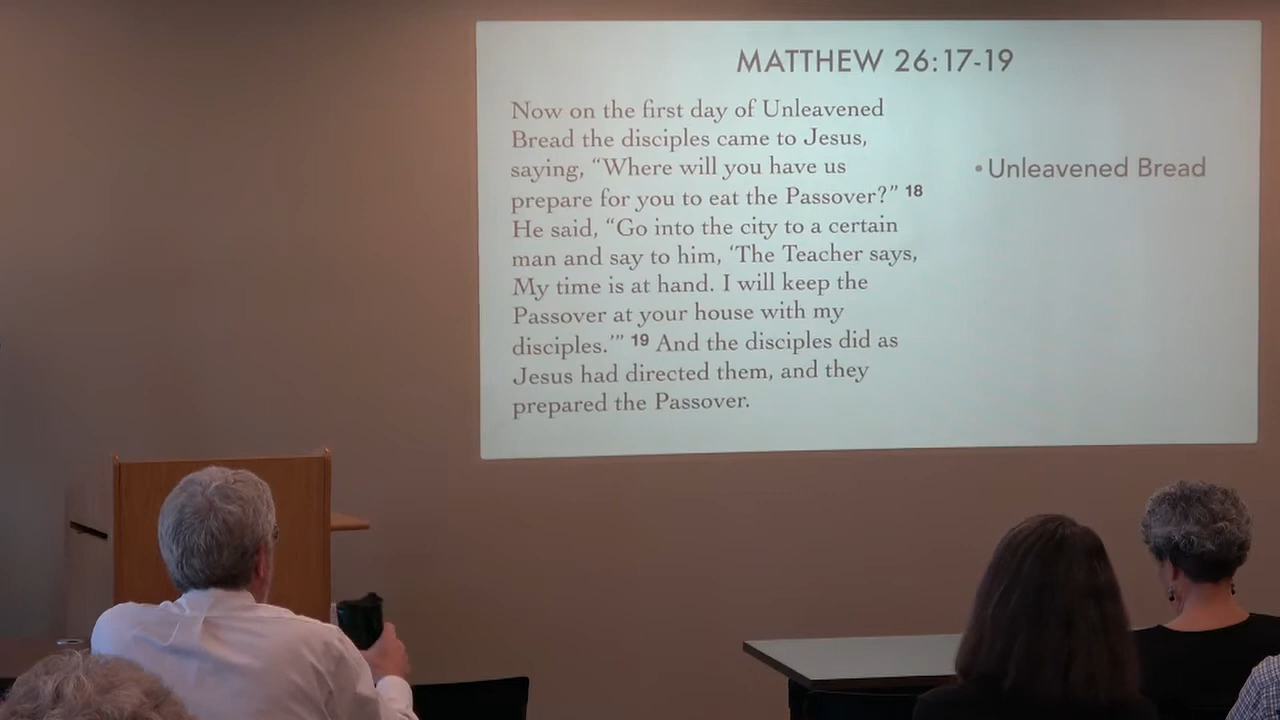 MATTHEW 26:17-19
Now on the first day of Unleavened
Bread the disciples came to Jesus,
saying, “Where will you have us
prepare for you to eat the Passover?” 18
He said, “Go into the city to a certain
man and say to him, ‘The Teacher says,
My time is at hand. I will keep the
Passover at your house with my
disciples.’” 19 And the disciples did as
Jesus had directed them, and they
prepared the Passover.
• Unleavened Bread